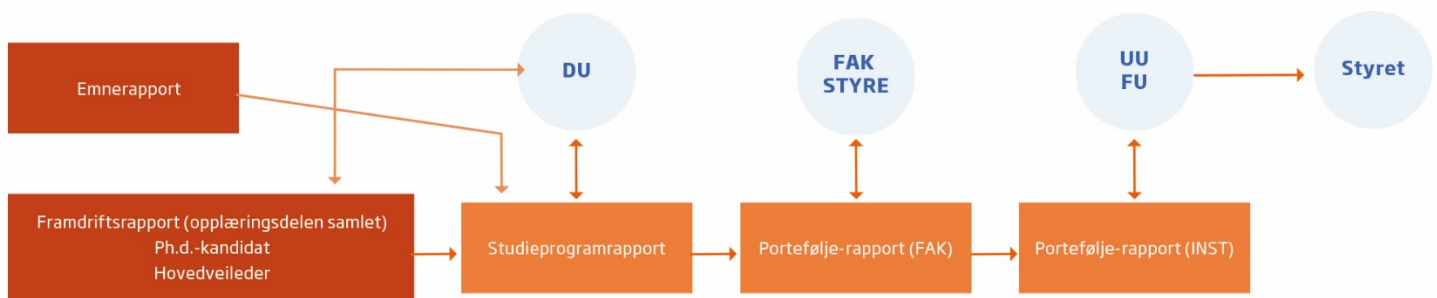 Emnerapport
DU
FAK
STYRE
UU
FU
Styret
Framdriftsrapport (opplæringsdelen samlet)
Ph.d.-kandidat
Hovedveileder
Studieprogramrapport
Portefølje-rapport (FAK)
Portefølje-rapport (INST)